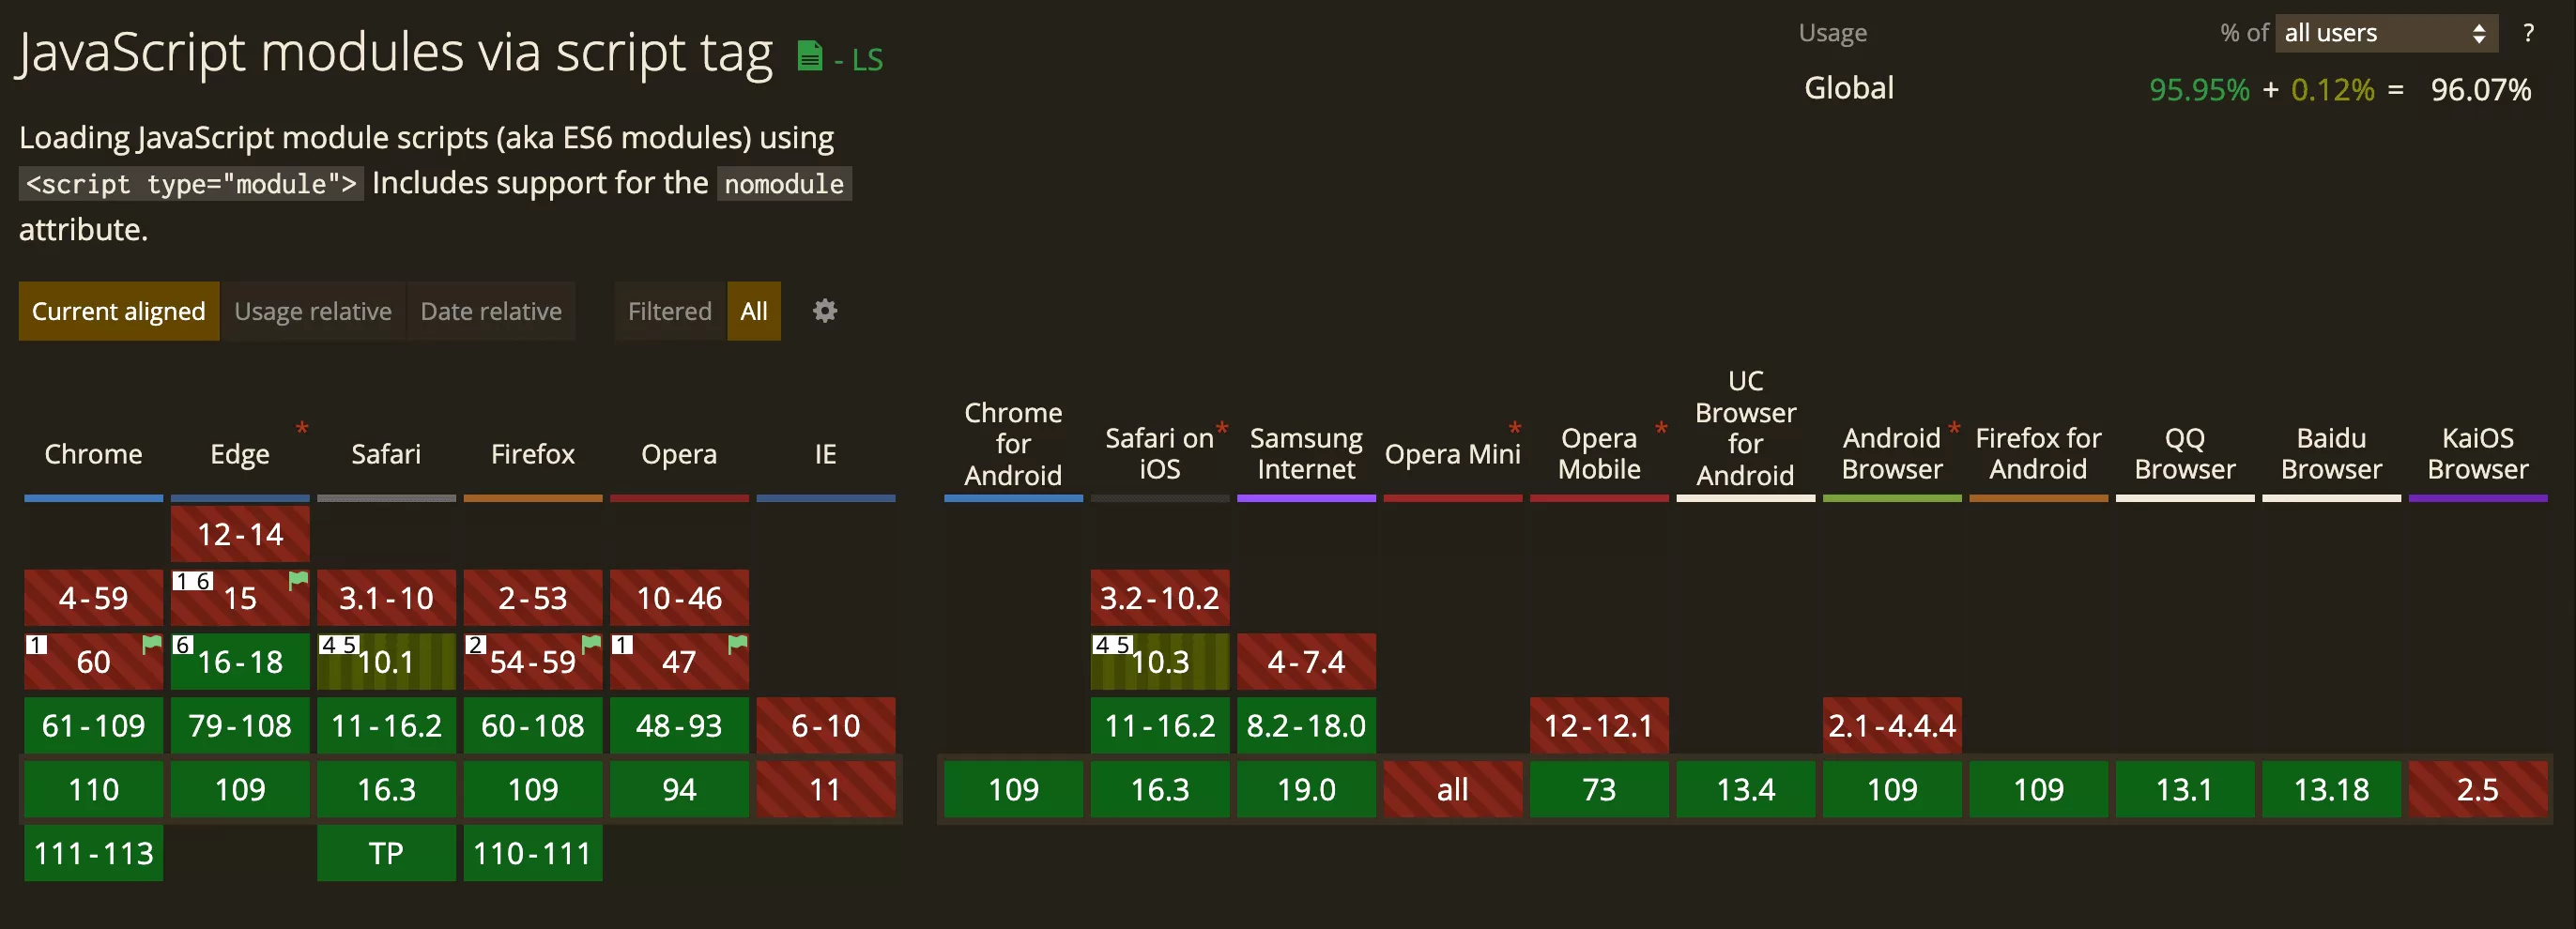 JavaScript modules via script tag - LS
Usage % of all users ?
Global 95.95% + 0.12% = 96.07%
Loading JavaScript module scripts (aka ES6 modules) using
<script type="module"> Includes support for the nomodule
attribute.
Current aligned Usage relative Date relative Filtered All
Chrome
Edge *
Safari
Firefox
Opera
IE
Chrome
for
Android
Safari on *
iOS
Samsung
Internet
Opera Mini *
Opera *
Mobile
UC
Browser
for
Android
Android *
Browser
Firefox for
Android
QQ
Browser
Baidu
Browser
KaiOS
Browser
12-14
4-59 1 6 15 3.1-10 2-53 10-46 3.2-10.2
1 60 6 16-18 4 5 10.1 2 54-59 1 47 4 5 10.3 4-7.4
61-109 79-108 11-16.2 60-108 48-93 6-10 11-16.2 8.2-18.0 12-12.1 2.1-4.4.4
110 109 16.3 109 94 11 109 16.3 19.0 all 73 13.4 109 109 13.1 13.18 2.5
111-113 TP 110-111